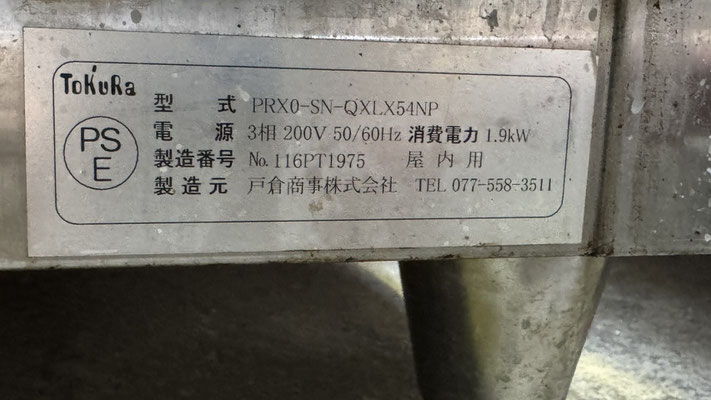 ToKuRa
型 式 PRX0-SN-QXLX54NP
電 源 3相 200V 50/60Hz 消費電力 1.9kW
製造番号 No. 116PT1975 屋内用
製造元 戸倉商事株式会社 TEL 077-558-3511
PS
E